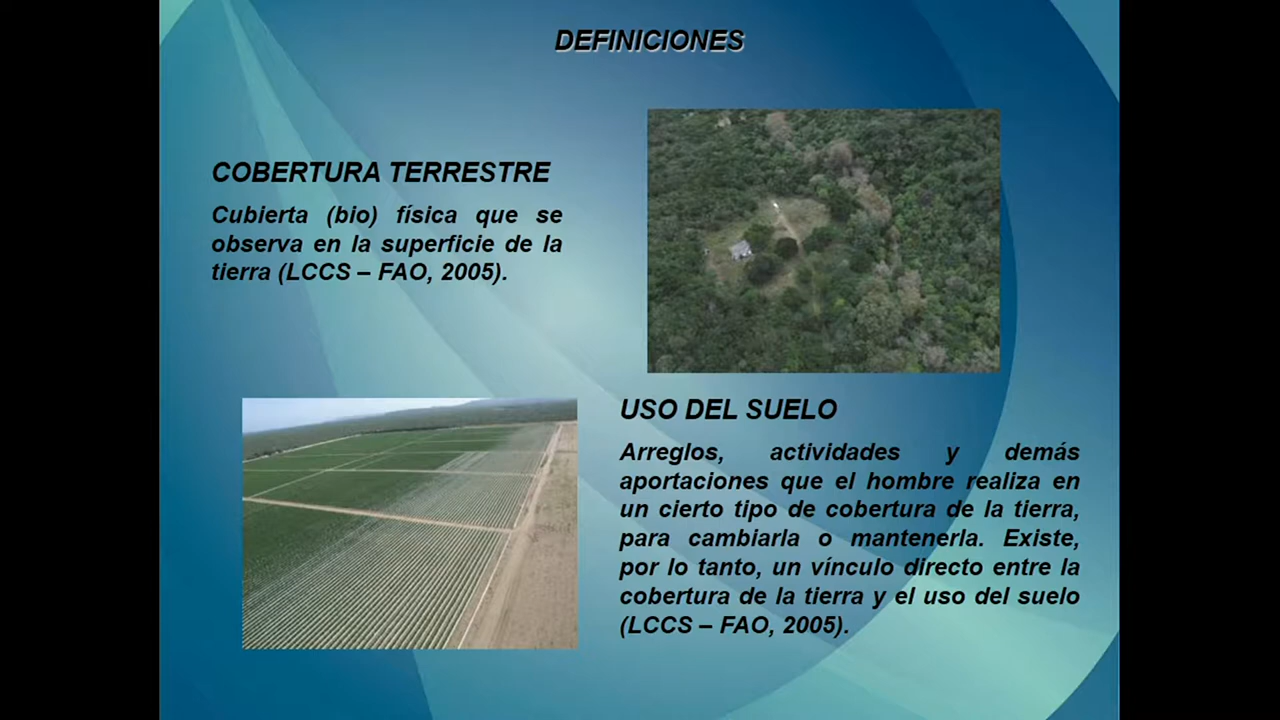 DEFINICIONES
COBERTURA TERRESTRE
Cubierta (bio) física que se
observa en la superficie de la
tierra (LCCS – FAO, 2005).
USO DEL SUELO
Arreglos, actividades y demás
aportaciones que el hombre realiza en
un cierto tipo de cobertura de la tierra,
para cambiarla o mantenerla. Existe,
por lo tanto, un vínculo directo entre la
cobertura de la tierra y el uso del suelo
(LCCS – FAO, 2005).